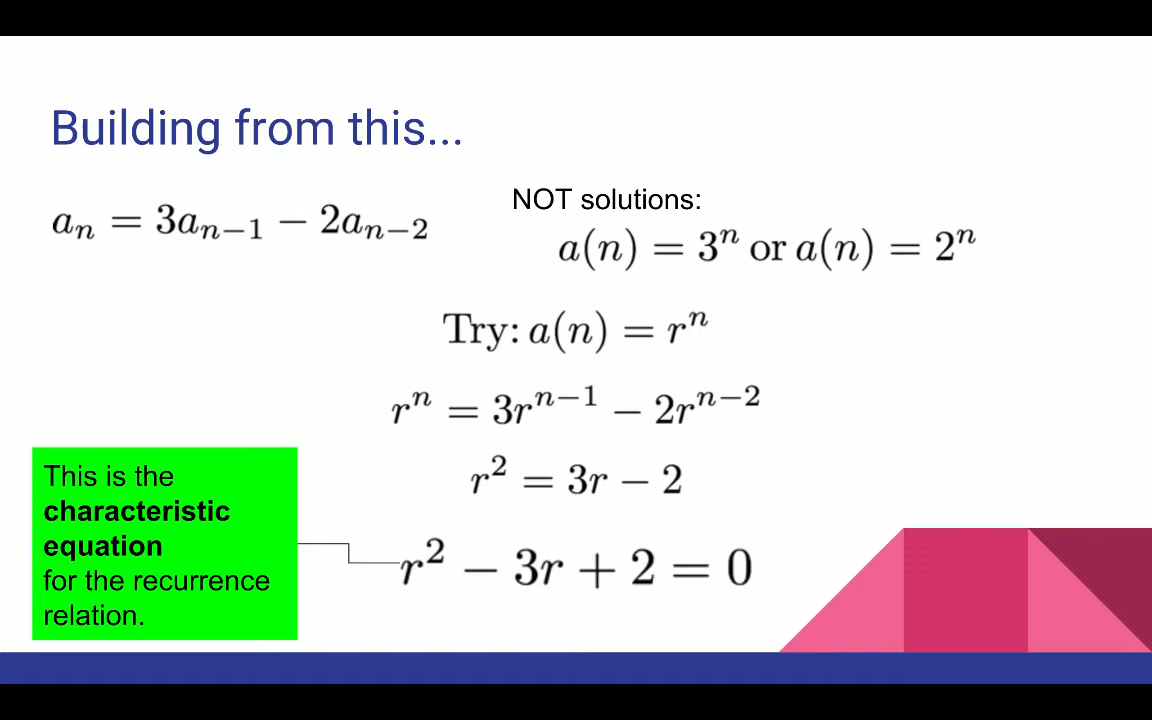 Building from this...
aₙ = 3aₙ₋₁ − 2aₙ₋₂
NOT solutions:
a(n) = 3ⁿ or a(n) = 2ⁿ
Try: a(n) = rⁿ
rⁿ = 3rⁿ⁻¹ − 2rⁿ⁻²
r² = 3r − 2
This is the
characteristic
equation
for the recurrence
relation.
r² − 3r + 2 = 0